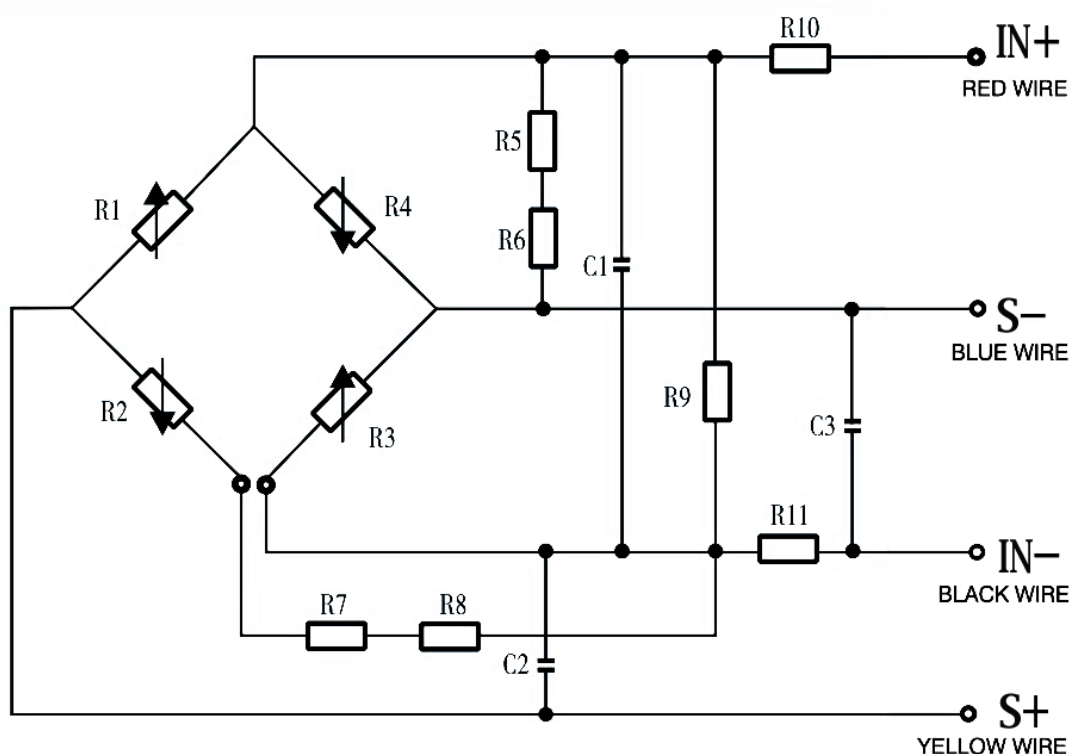 R10
IN+
RED WIRE
R5
R1
R4
R6
C1
S−
BLUE WIRE
R9
R2
R3
C3
R11
IN−
BLACK WIRE
R7
R8
C2
S+
YELLOW WIRE